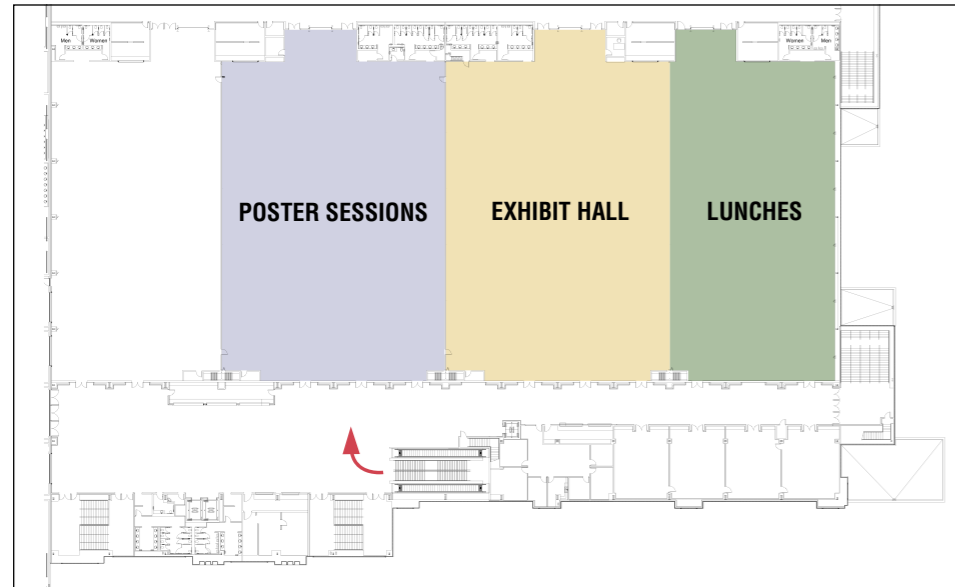 Men
Women
Women
Men
POSTER SESSIONS
EXHIBIT HALL
LUNCHES